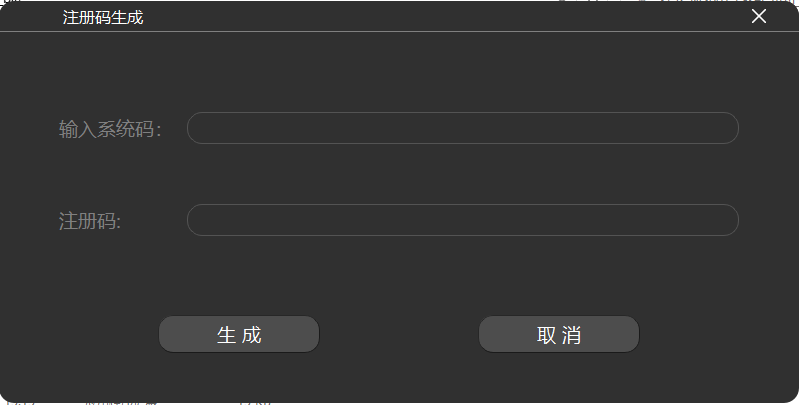 注册码生成
输入系统码：
注册码:
生 成
取 消